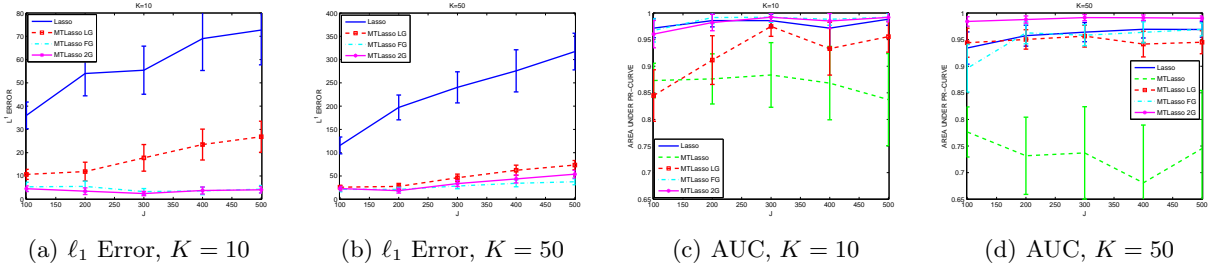 K=10
L¹ ERROR
80
70
60
50
40
30
20
10
0
100 150 200 250 300 350 400 450 500
J
Lasso
MTLasso LG
MTLasso FG
MTLasso 2G
(a) ℓ₁ Error, K = 10
K=50
L¹ ERROR
400
350
300
250
200
150
100
50
0
100 150 200 250 300 350 400 450 500
J
Lasso
MTLasso LG
MTLasso FG
MTLasso 2G
(b) ℓ₁ Error, K = 50
K=10
AREA UNDER PR-CURVE
1
0.95
0.9
0.85
0.8
0.75
0.7
0.65
100 150 200 250 300 350 400 450 500
J
Lasso
MTLasso
MTLasso LG
MTLasso FG
MTLasso 2G
(c) AUC, K = 10
K=50
AREA UNDER PR-CURVE
1
0.95
0.9
0.85
0.8
0.75
0.7
0.65
100 150 200 250 300 350 400 450 500
J
Lasso
MTLasso
MTLasso LG
MTLasso FG
MTLasso 2G
(d) AUC, K = 50